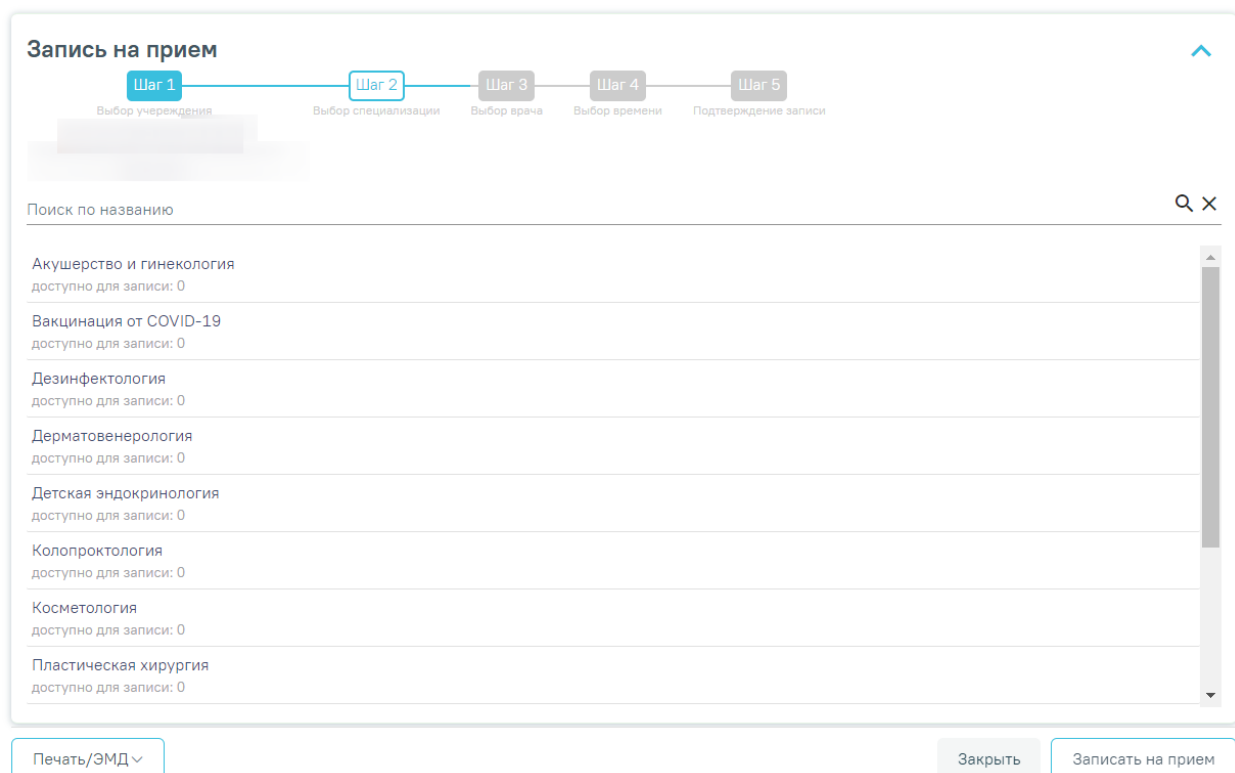 Запись на прием
Шаг 1 Шаг 2 Шаг 3 Шаг 4 Шаг 5
Выбор учереждения Выбор специализации Выбор врача Выбор времени Подтверждение записи
Поиск по названию
Акушерство и гинекология
доступно для записи: 0
Вакцинация от COVID-19
доступно для записи: 0
Дезинфектология
доступно для записи: 0
Дерматовенерология
доступно для записи: 0
Детская эндокринология
доступно для записи: 0
Колопроктология
доступно для записи: 0
Косметология
доступно для записи: 0
Пластическая хирургия
доступно для записи: 0
Печать/ЭМД Закрыть Записать на прием